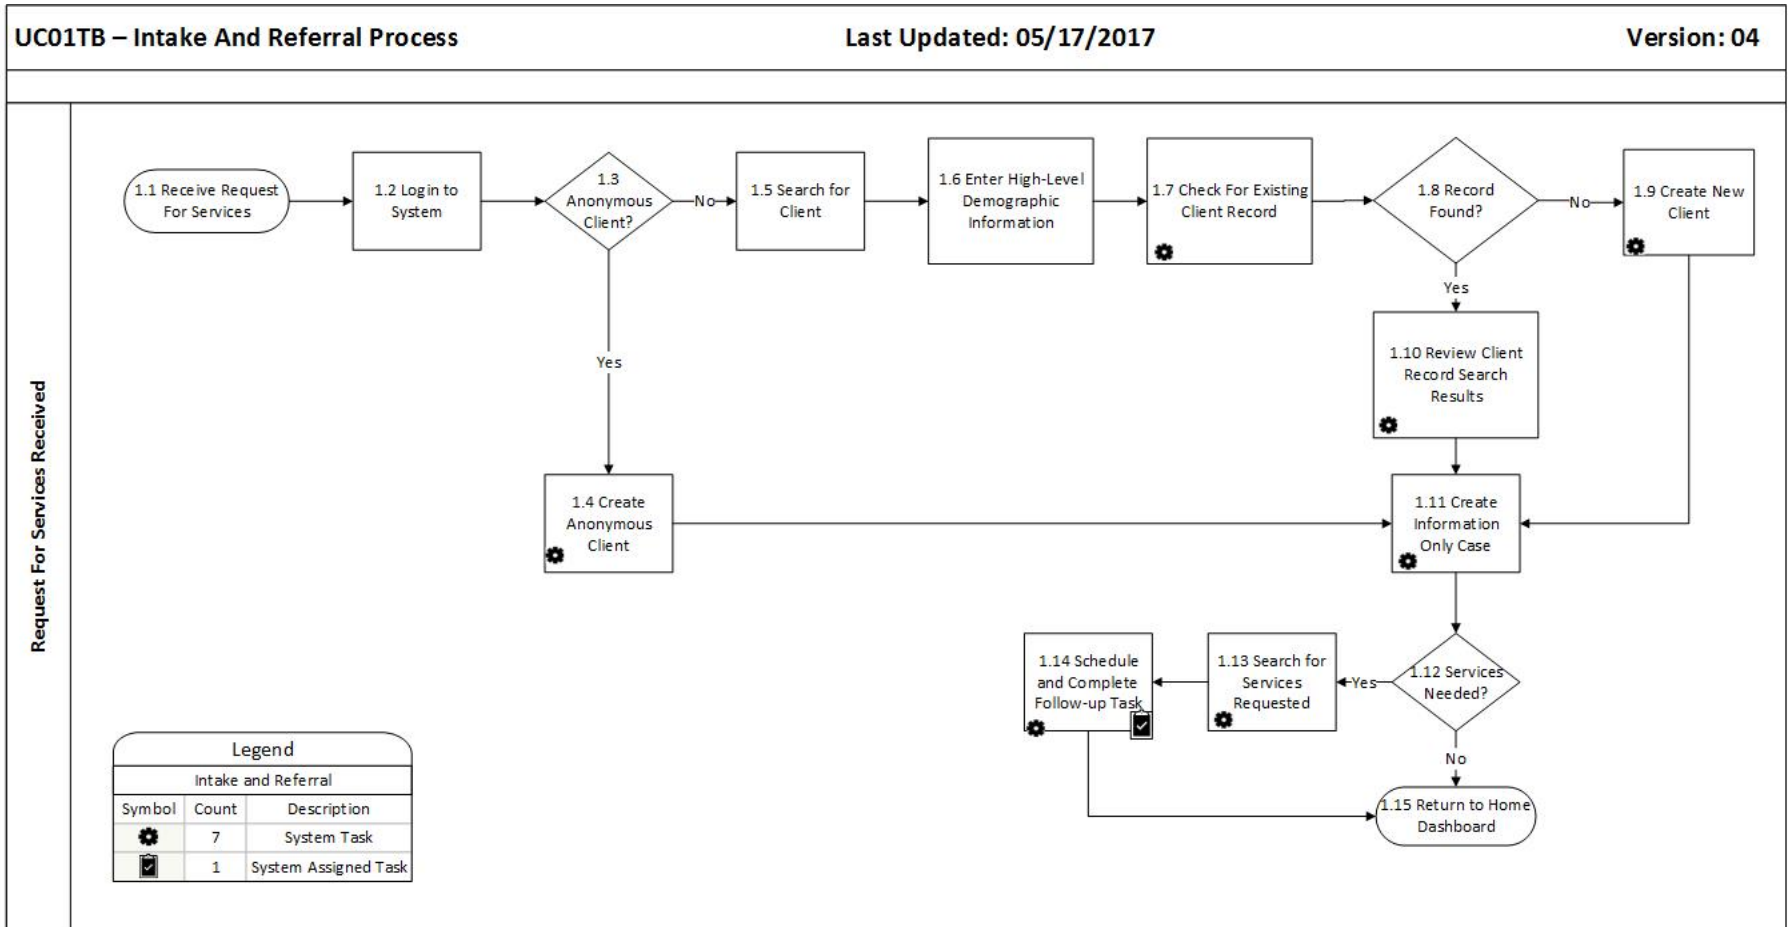 UC01TB – Intake And Referral Process
Last Updated: 05/17/2017
Version: 04
Request For Services Received
1.1 Receive Request
For Services
1.2 Login to
System
1.3
Anonymous
Client?
No
1.5 Search for
Client
1.6 Enter High-Level
Demographic
Information
1.7 Check For Existing
Client Record
1.8 Record
Found?
No
1.9 Create New
Client
Yes
Yes
1.10 Review Client
Record Search
Results
1.4 Create
Anonymous
Client
1.11 Create
Information
Only Case
1.14 Schedule
and Complete
Follow-up Task
1.13 Search for
Services
Requested
Yes
1.12 Services
Needed?
No
1.15 Return to Home
Dashboard
Legend
Intake and Referral
Symbol Count Description
7 System Task
1 System Assigned Task